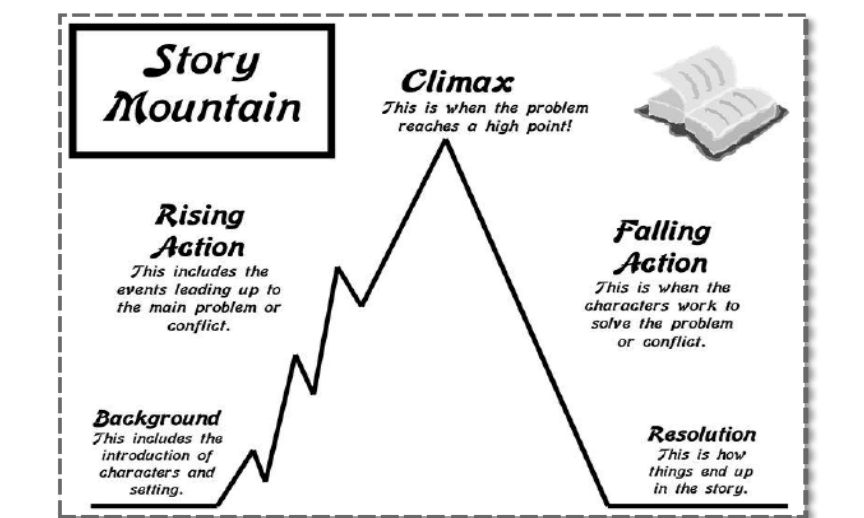 Story
Mountain
Climax
This is when the problem
reaches a high point!
Rising
Action
This includes the
events leading up to
the main problem or
conflict.
Falling
Action
This is when the
characters work to
solve the problem
or conflict.
Background
This includes the
introduction of
characters and
setting.
Resolution
This is how
things end up
in the story.